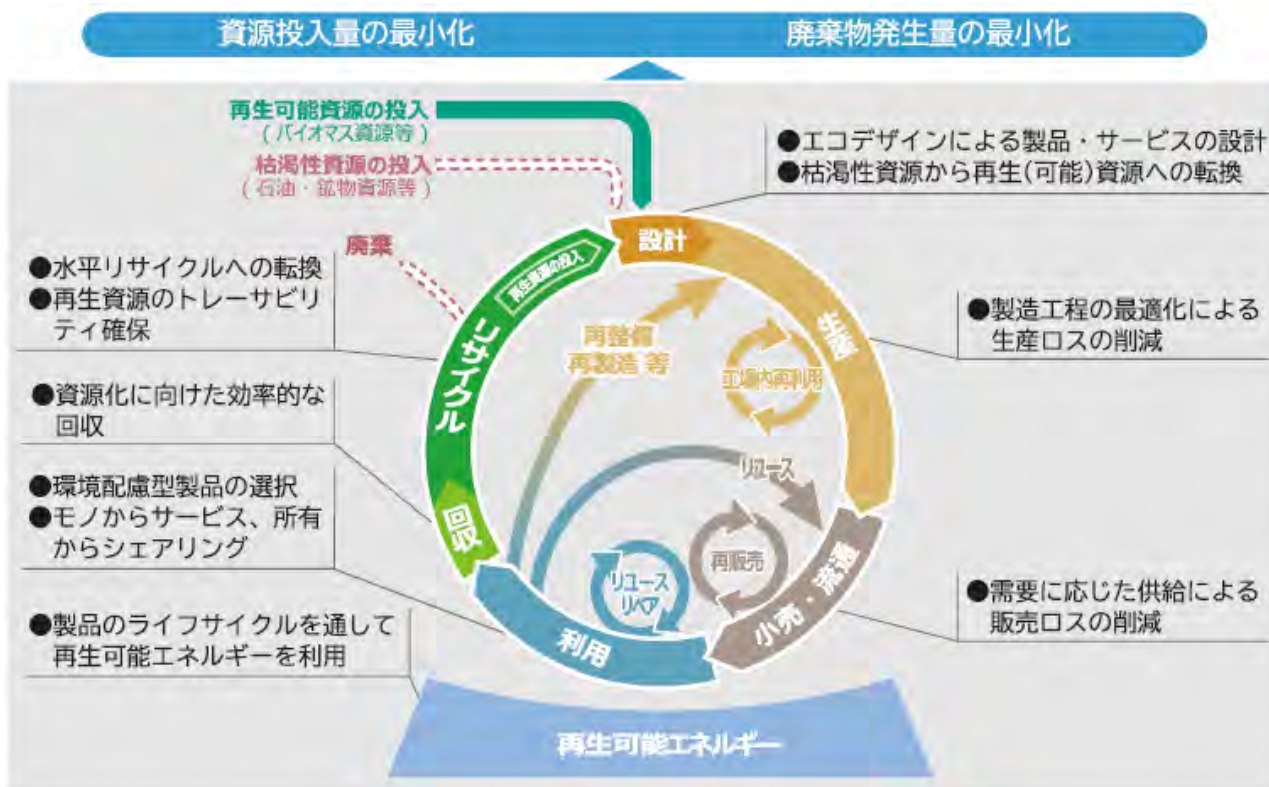 資源投入量の最小化
廃棄物発生量の最小化
再生可能資源の投入
(バイオマス資源等)
枯渇性資源の投入
(石油・鉱物資源等)
●エコデザインによる製品・サービスの設計
●枯渇性資源から再生(可能)資源への転換
廃棄
設計
再生資源の投入
●水平リサイクルへの転換
●再生資源のトレーサビリ
ティ確保
リサイクル
再整備
再製造 等
工場内再利用
生産
●製造工程の最適化による
生産ロスの削減
●資源化に向けた効率的な
回収
リユース
●環境配慮型製品の選択
●モノからサービス、所有
からシェアリング
回収
リユース
リペア
再販売
小売・流通
●需要に応じた供給による
販売ロスの削減
利用
●製品のライフサイクルを通して
再生可能エネルギーを利用
再生可能エネルギー